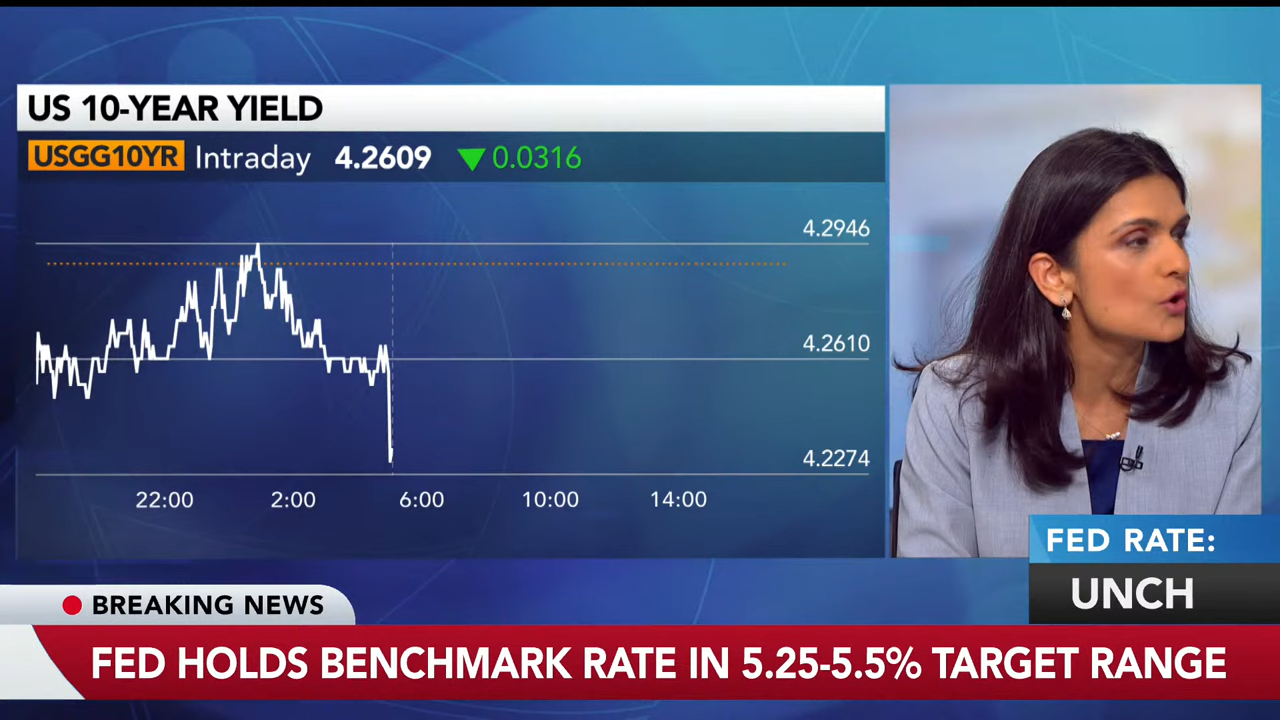 US 10-YEAR YIELD
USGG10YR Intraday 4.2609 ▼0.0316
4.2946
4.2610
4.2274
22:00 2:00 6:00 10:00 14:00
FED RATE:
UNCH
BREAKING NEWS
FED HOLDS BENCHMARK RATE IN 5.25-5.5% TARGET RANGE